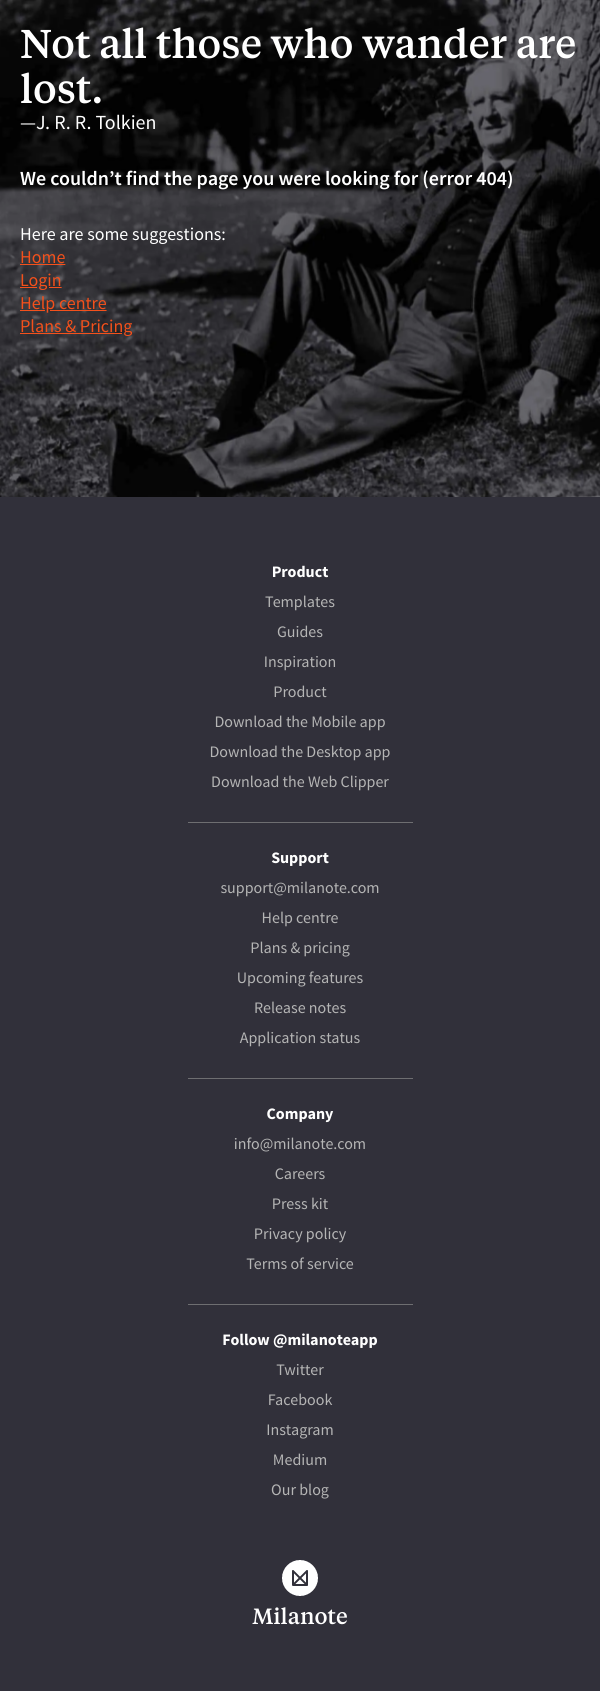 Not all those who wander are
lost.
—J. R. R. Tolkien
We couldn’t find the page you were looking for (error 404)
Here are some suggestions:
Home
Login
Help centre
Plans & Pricing
Product
Templates
Guides
Inspiration
Product
Download the Mobile app
Download the Desktop app
Download the Web Clipper
Support
support@milanote.com
Help centre
Plans & pricing
Upcoming features
Release notes
Application status
Company
info@milanote.com
Careers
Press kit
Privacy policy
Terms of service
Follow @milanoteapp
Twitter
Facebook
Instagram
Medium
Our blog
Milanote